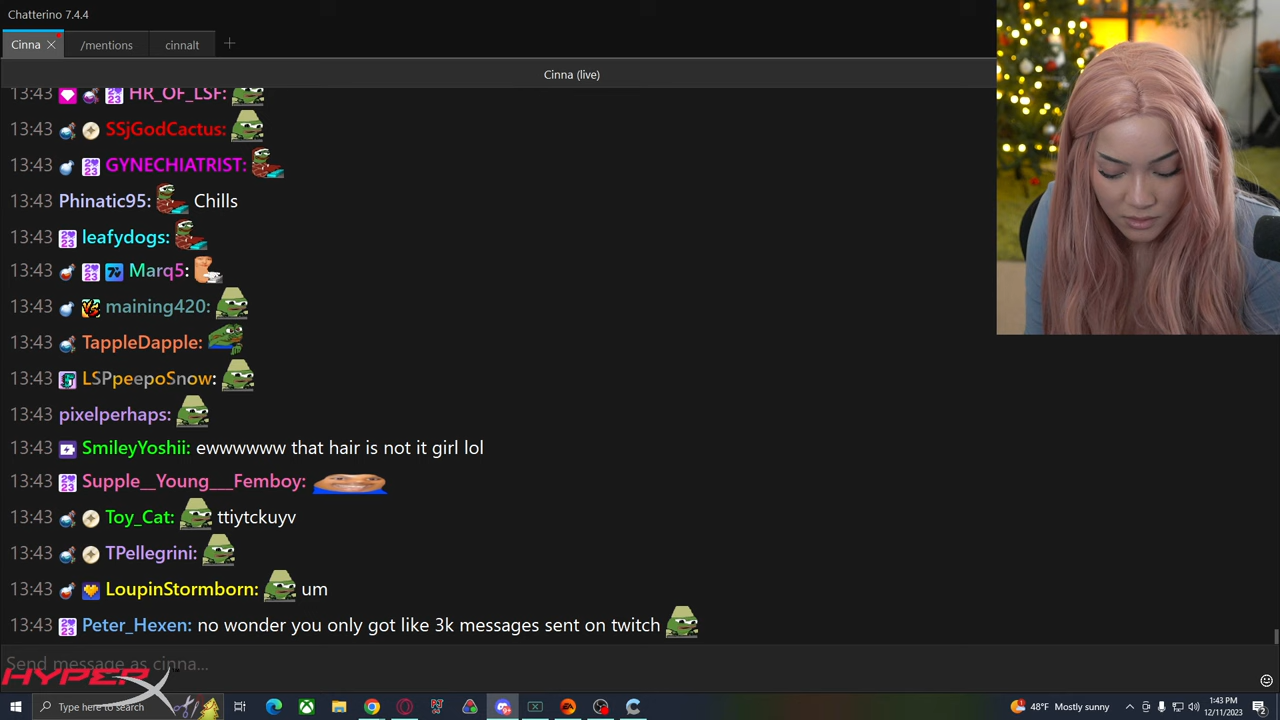 Chatterino 7.4.4
Cinna
/mentions
cinnalt
Cinna (live)
13:43 HR_OF_LSF:
13:43 SSjGodCactus:
13:43 GYNECHIATRIST:
13:43 Phinatic95: Chills
13:43 leafydogs:
13:43 Marq5:
13:43 maining420:
13:43 TappleDapple:
13:43 LSPpeepoSnow:
13:43 pixelperhaps:
13:43 SmileyYoshii: ewwwwww that hair is not it girl lol
13:43 Supple__Young___Femboy:
13:43 Toy_Cat: ttiytckuyv
13:43 TPellegrini:
13:43 LoupinStormborn: um
13:43 Peter_Hexen: no wonder you only got like 3k messages sent on twitch
Send message as cinna...
HYPERX
Type here to search
48°F Mostly sunny
1:43 PM
12/11/2023